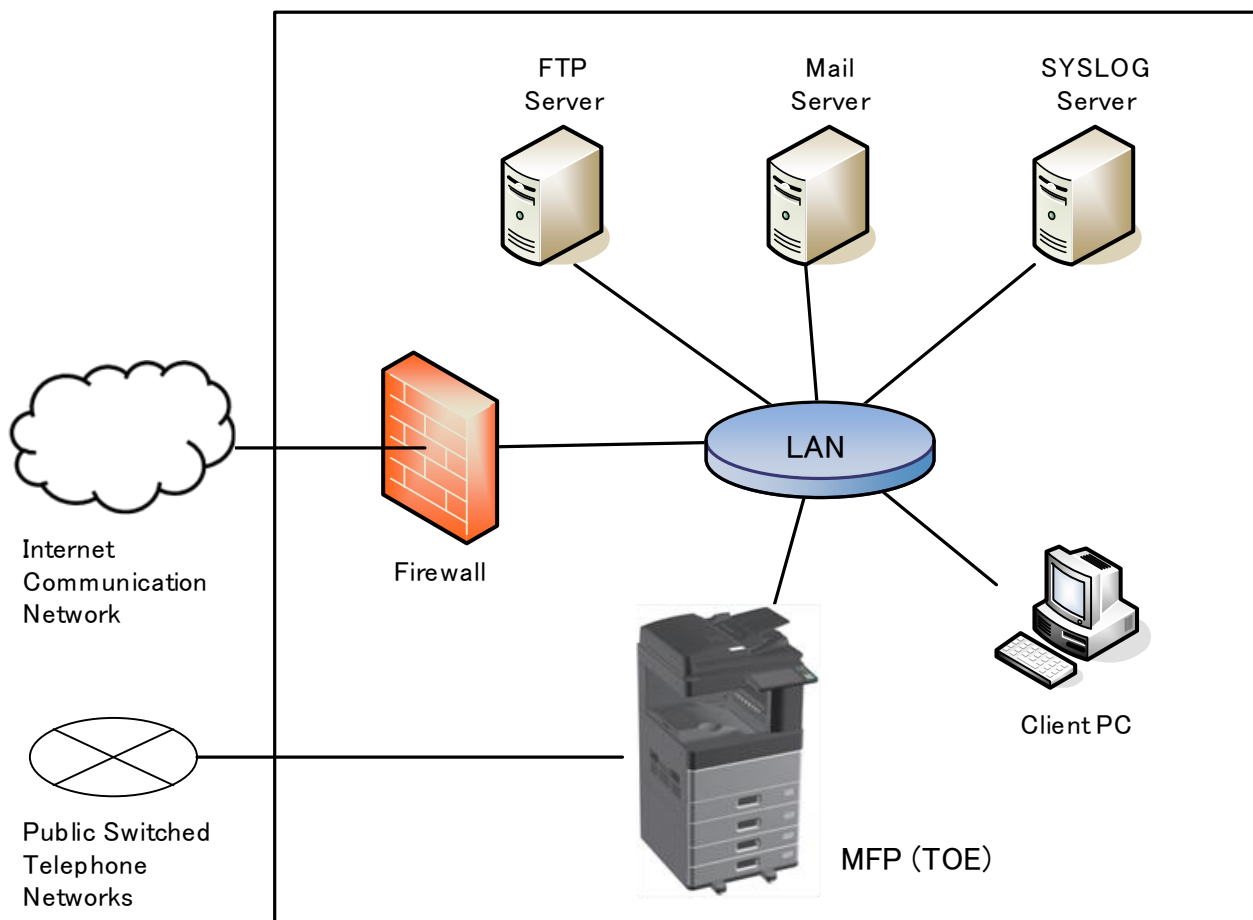 FTP
Server
Mail
Server
SYSLOG
Server
LAN
Internet
Communication
Network
Firewall
Client PC
Public Switched
Telephone
Networks
MFP (TOE)